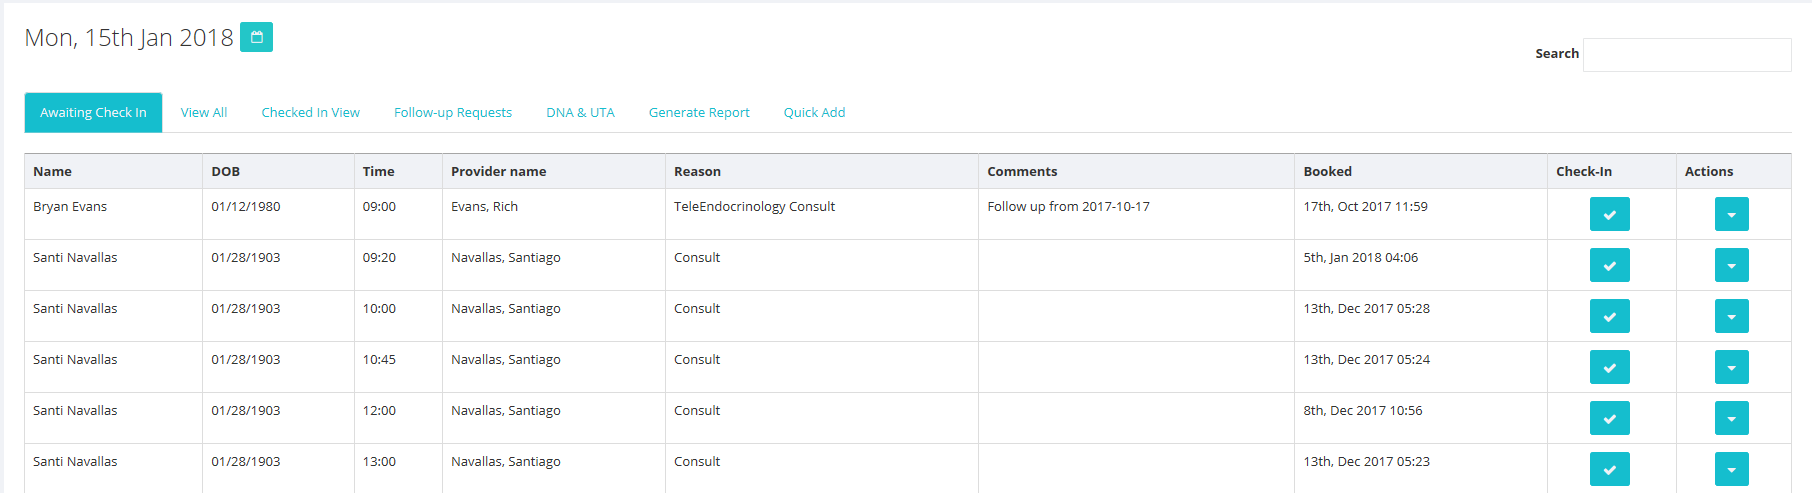 Mon, 15th Jan 2018
Search
Awaiting Check In View All Checked In View Follow-up Requests DNA & UTA Generate Report Quick Add
Name DOB Time Provider name Reason Comments Booked Check-In Actions
Bryan Evans 01/12/1980 09:00 Evans, Rich TeleEndocrinology Consult Follow up from 2017-10-17 17th, Oct 2017 11:59
Santi Navallas 01/28/1903 09:20 Navallas, Santiago Consult 5th, Jan 2018 04:06
Santi Navallas 01/28/1903 10:00 Navallas, Santiago Consult 13th, Dec 2017 05:28
Santi Navallas 01/28/1903 10:45 Navallas, Santiago Consult 13th, Dec 2017 05:24
Santi Navallas 01/28/1903 12:00 Navallas, Santiago Consult 8th, Dec 2017 10:56
Santi Navallas 01/28/1903 13:00 Navallas, Santiago Consult 13th, Dec 2017 05:23